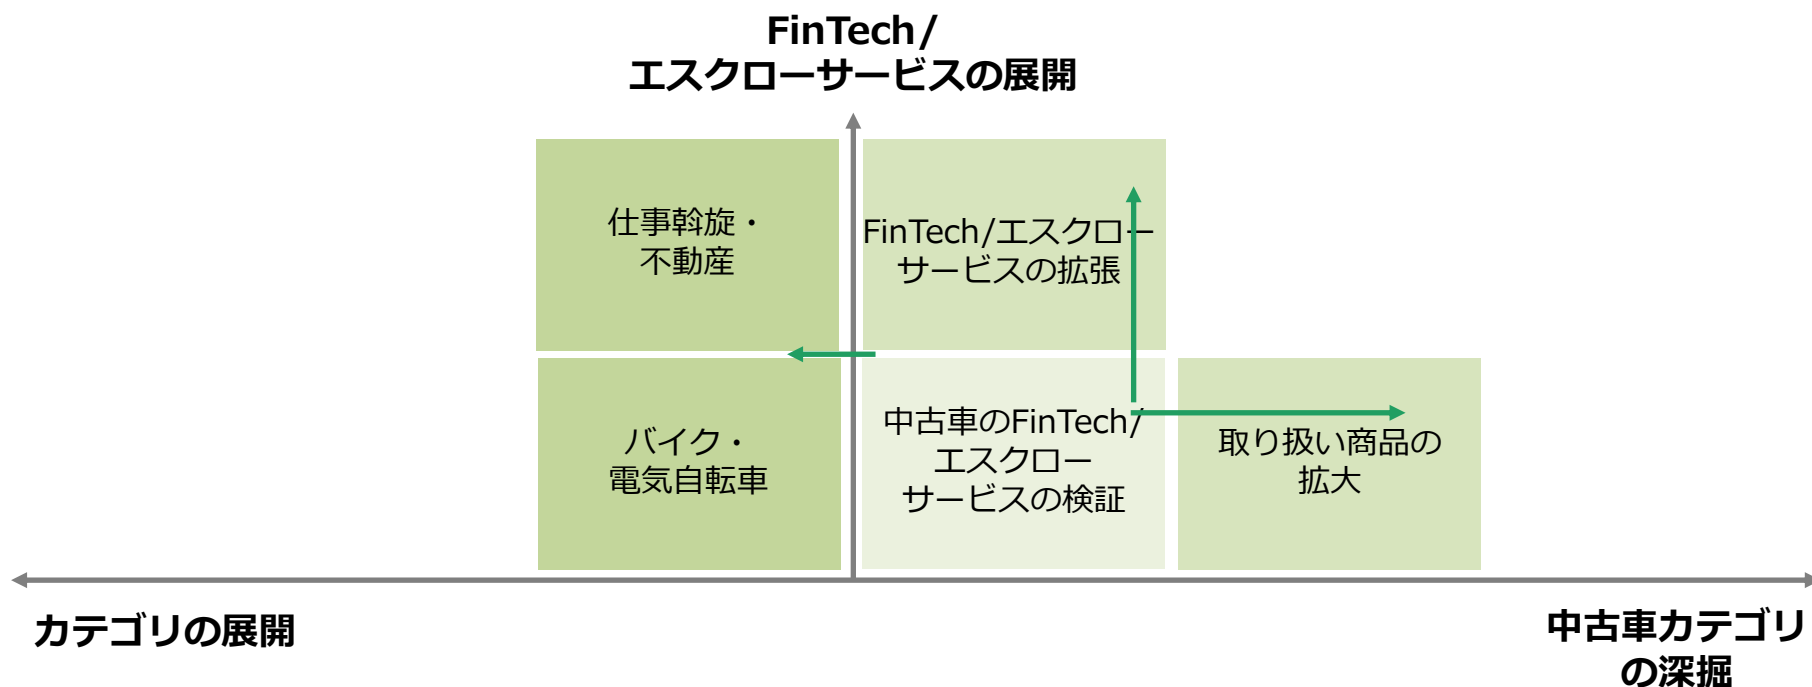 FinTech/
エスクローサービスの展開
仕事斡旋・
不動産
FinTech/エスクロー
サービスの拡張
バイク・
電気自転車
中古車のFinTech/
エスクロー
サービスの検証
取り扱い商品の
拡大
カテゴリの展開
中古車カテゴリ
の深掘